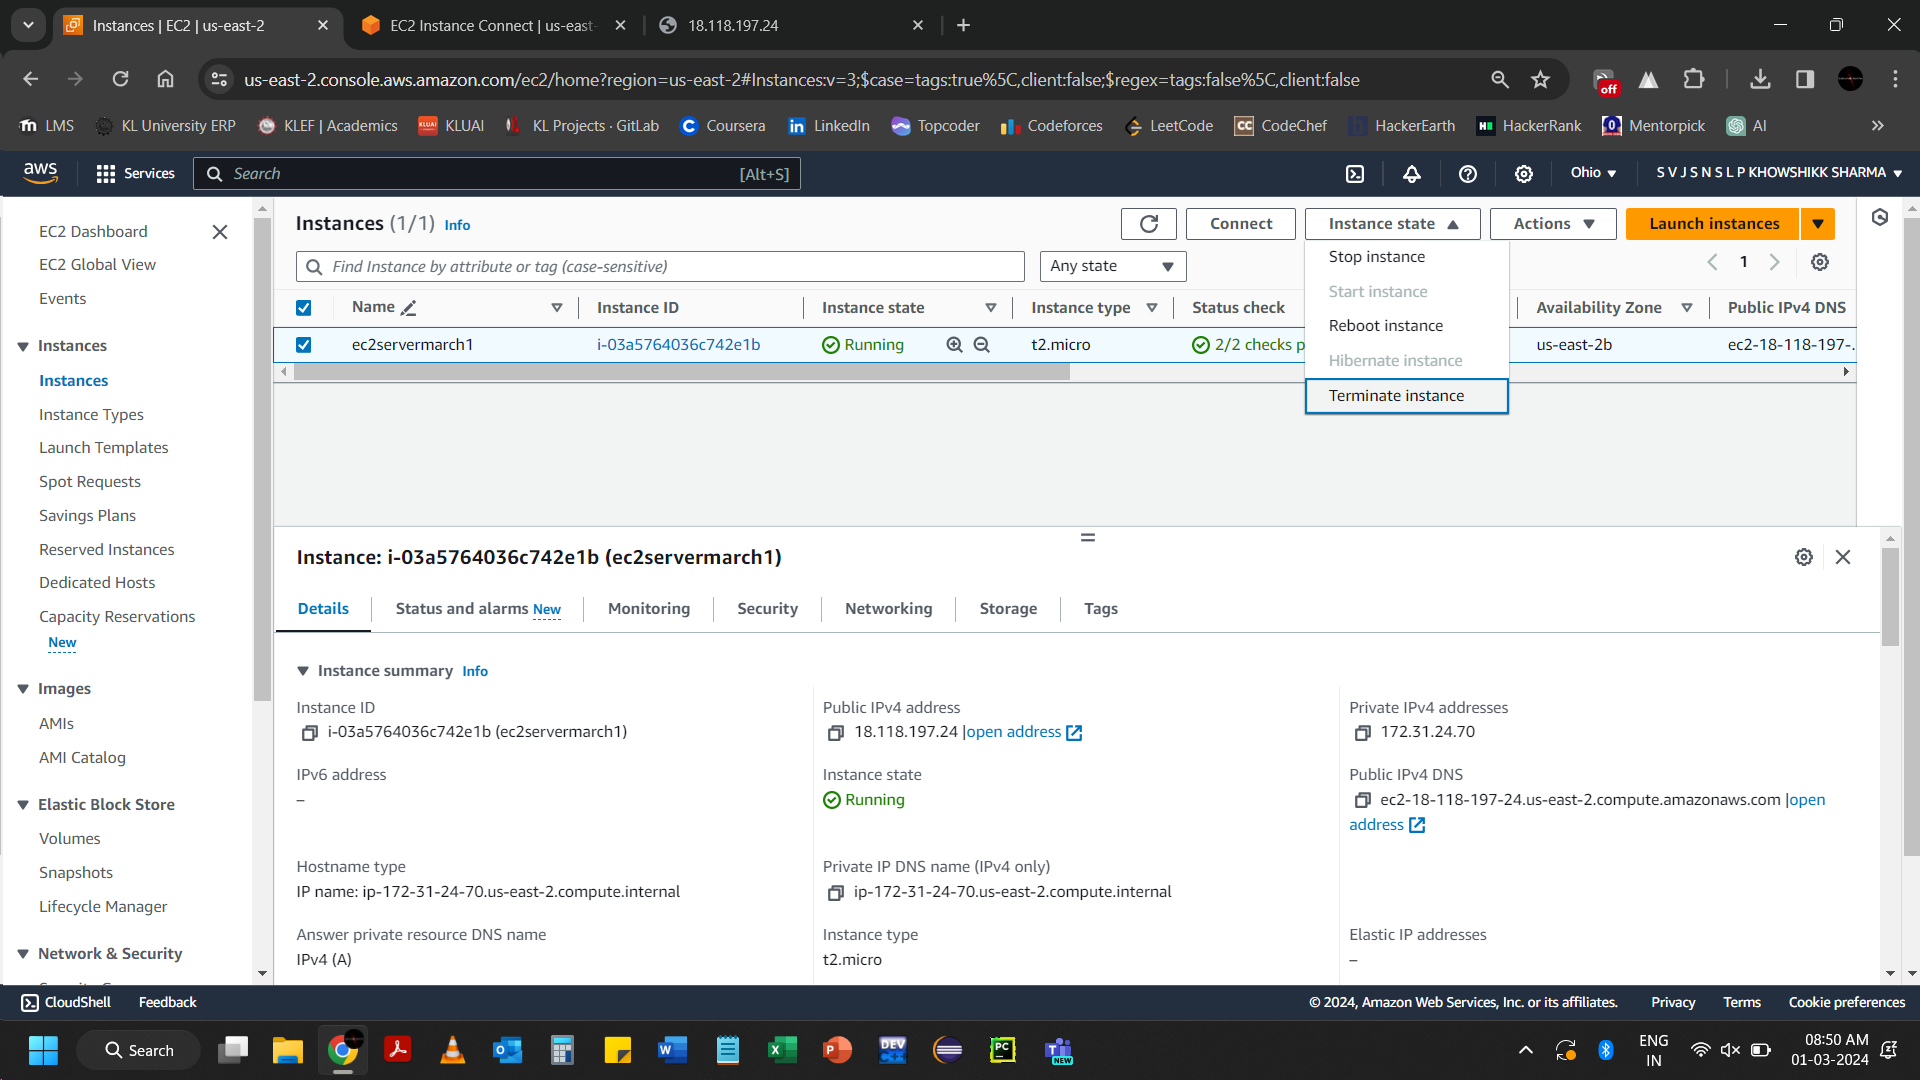 Instances | EC2 | us-east-2
EC2 Instance Connect | us-east-
18.118.197.24
us-east-2.console.aws.amazon.com/ec2/home?region=us-east-2#Instances:v=3;$case=tags:true%5C,client:false;$regex=tags:false%5C,client:false
off
LMS
KL University ERP
KLEF | Academics
KLUAI
KL Projects · GitLab
Coursera
LinkedIn
Topcoder
Codeforces
LeetCode
CodeChef
HackerEarth
HackerRank
Mentorpick
AI
aws
Services
Search
[Alt+S]
Ohio
S V J S N S L P KHOWSHIKK SHARMA
EC2 Dashboard
EC2 Global View
Events
Instances
Instances
Instance Types
Launch Templates
Spot Requests
Savings Plans
Reserved Instances
Dedicated Hosts
Capacity Reservations
New
Images
AMIs
AMI Catalog
Elastic Block Store
Volumes
Snapshots
Lifecycle Manager
Network & Security
Instances (1/1) Info
Connect
Instance state
Actions
Launch instances
Find Instance by attribute or tag (case-sensitive)
Any state
1
Stop instance
Start instance
Reboot instance
Hibernate instance
Terminate instance
Name
Instance ID
Instance state
Instance type
Status check
Availability Zone
Public IPv4 DNS
ec2servermarch1
i-03a5764036c742e1b
Running
t2.micro
2/2 checks p
us-east-2b
ec2-18-118-197-...
Instance: i-03a5764036c742e1b (ec2servermarch1)
Details
Status and alarms New
Monitoring
Security
Networking
Storage
Tags
Instance summary Info
Instance ID
i-03a5764036c742e1b (ec2servermarch1)
Public IPv4 address
18.118.197.24 |open address
Private IPv4 addresses
172.31.24.70
IPv6 address
–
Instance state
Running
Public IPv4 DNS
ec2-18-118-197-24.us-east-2.compute.amazonaws.com |open
address
Hostname type
IP name: ip-172-31-24-70.us-east-2.compute.internal
Private IP DNS name (IPv4 only)
ip-172-31-24-70.us-east-2.compute.internal
Answer private resource DNS name
IPv4 (A)
Instance type
t2.micro
Elastic IP addresses
–
CloudShell
Feedback
© 2024, Amazon Web Services, Inc. or its affiliates.
Privacy
Terms
Cookie preferences
Search
DEV
PC
NEW
ENG
IN
08:50 AM
01-03-2024